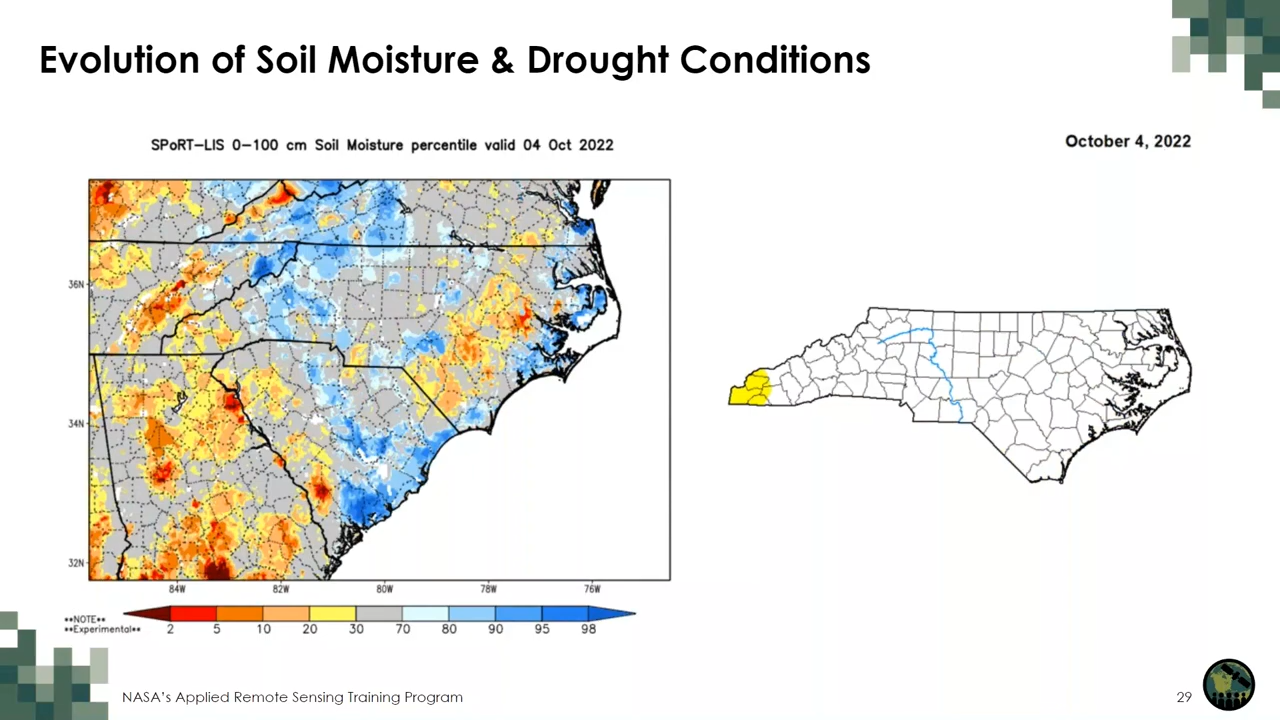 Evolution of Soil Moisture & Drought Conditions
SPoRT-LIS 0-100 cm Soil Moisture percentile valid 04 Oct 2022
October 4, 2022
36N
34N
32N
84W 82W 80W 78W 76W
**NOTE**
**Experimental**
2 5 10 20 30 70 80 90 95 98
NASA's Applied Remote Sensing Training Program
29